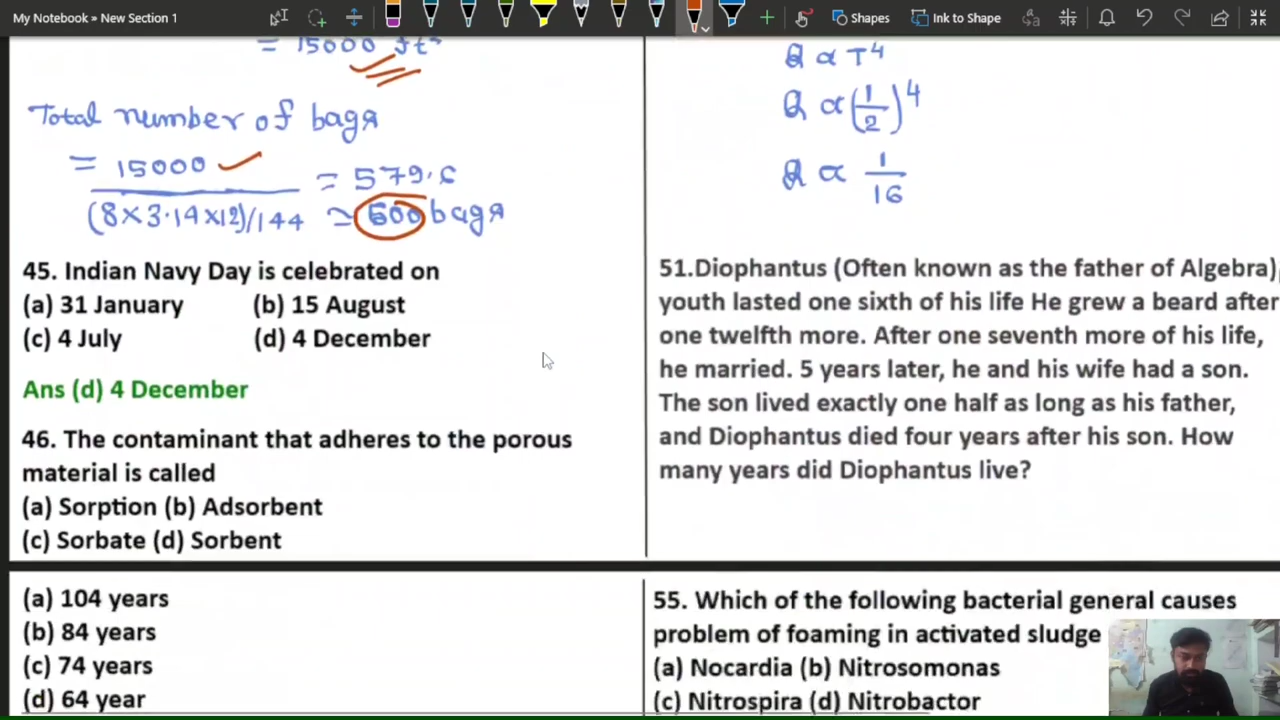 My Notebook » New Section 1
Shapes
Ink to Shape
= 15000 ft²
Total number of bags
= 15000
(8×3.14×12)/144
= 579.6
≃ 600 bags
45. Indian Navy Day is celebrated on
(a) 31 January (b) 15 August
(c) 4 July (d) 4 December
Ans (d) 4 December
46. The contaminant that adheres to the porous
material is called
(a) Sorption (b) Adsorbent
(c) Sorbate (d) Sorbent
(a) 104 years
(b) 84 years
(c) 74 years
(d) 64 year
Q ∝ T⁴
Q ∝ (1/2)⁴
Q ∝ 1/16
51.Diophantus (Often known as the father of Algebra)
youth lasted one sixth of his life He grew a beard after
one twelfth more. After one seventh more of his life,
he married. 5 years later, he and his wife had a son.
The son lived exactly one half as long as his father,
and Diophantus died four years after his son. How
many years did Diophantus live?
55. Which of the following bacterial general causes
problem of foaming in activated sludge
(a) Nocardia (b) Nitrosomonas
(c) Nitrospira (d) Nitrobactor